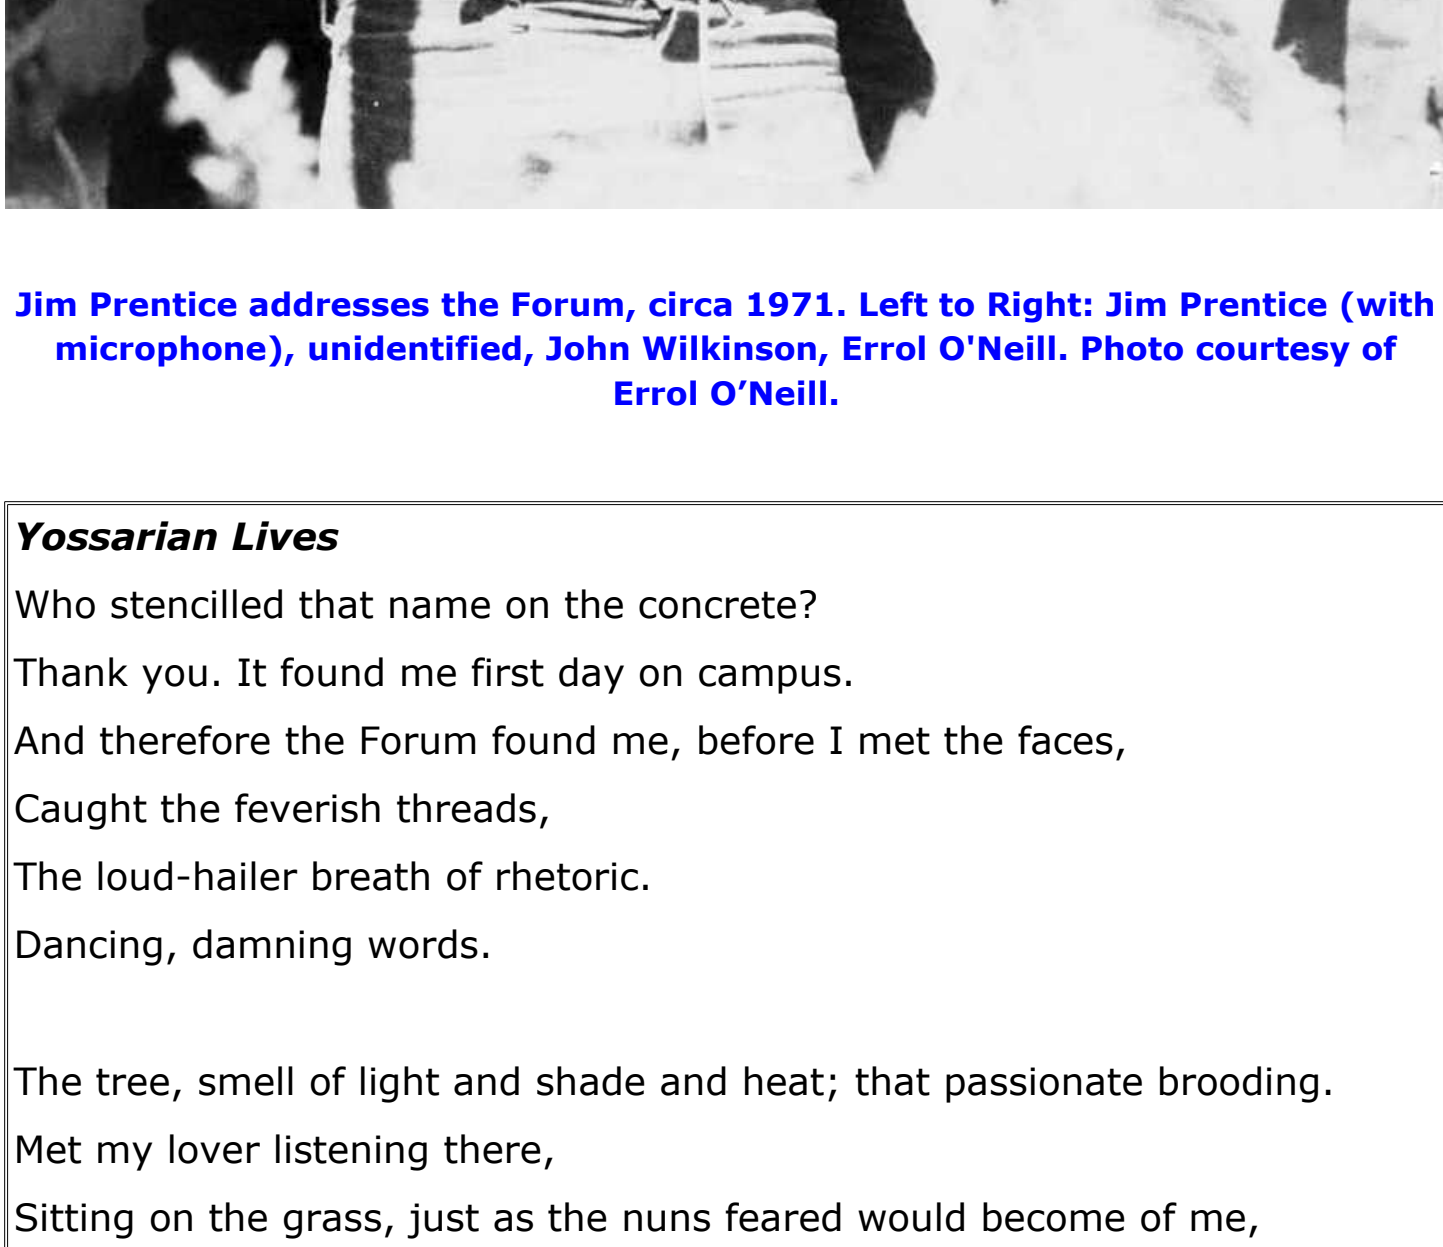 Jim Prentice addresses the Forum, circa 1971. Left to Right: Jim Prentice (with
microphone), unidentified, John Wilkinson, Errol O'Neill. Photo courtesy of
Errol O’Neill.
Yossarian Lives
Who stencilled that name on the concrete?
Thank you. It found me first day on campus.
And therefore the Forum found me, before I met the faces,
Caught the feverish threads,
The loud-hailer breath of rhetoric.
Dancing, damning words.
The tree, smell of light and shade and heat; that passionate brooding.
Met my lover listening there,
Sitting on the grass, just as the nuns feared would become of me,